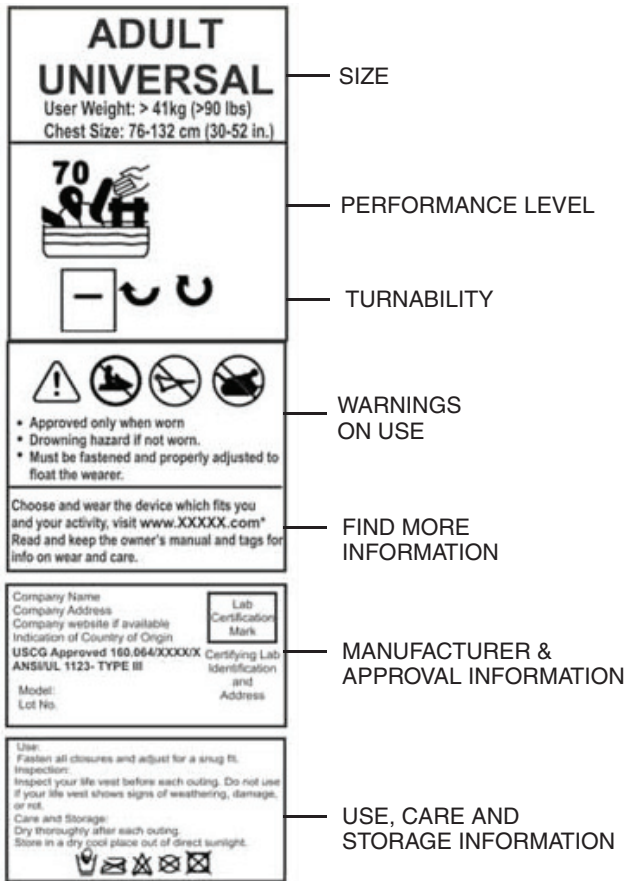 ADULT
UNIVERSAL
User Weight: > 41kg (>90 lbs)
Chest Size: 76-132 cm (30-52 in.)
SIZE
70
PERFORMANCE LEVEL
TURNABILITY
• Approved only when worn
• Drowning hazard if not worn.
• Must be fastened and properly adjusted to
float the wearer.
WARNINGS
ON USE
Choose and wear the device which fits you
and your activity, visit www.XXXXX.com*
Read and keep the owner's manual and tags for
info on wear and care.
FIND MORE
INFORMATION
Company Name
Company Address
Company website if available
Indication of Country of Origin
USCG Approved 160.064/XXXX/X
ANSI/UL 1123- TYPE III
Model:
Lot No.
Lab
Certification
Mark
Certifying Lab
Identification
and
Address
MANUFACTURER &
APPROVAL INFORMATION
Use:
Fasten all closures and adjust for a snug fit.
Inspection:
Inspect your life vest before each outing. Do not use
if your life vest shows signs of weathering, damage,
or rot.
Care and Storage:
Dry thoroughly after each outing.
Store in a dry cool place out of direct sunlight.
USE, CARE AND
STORAGE INFORMATION